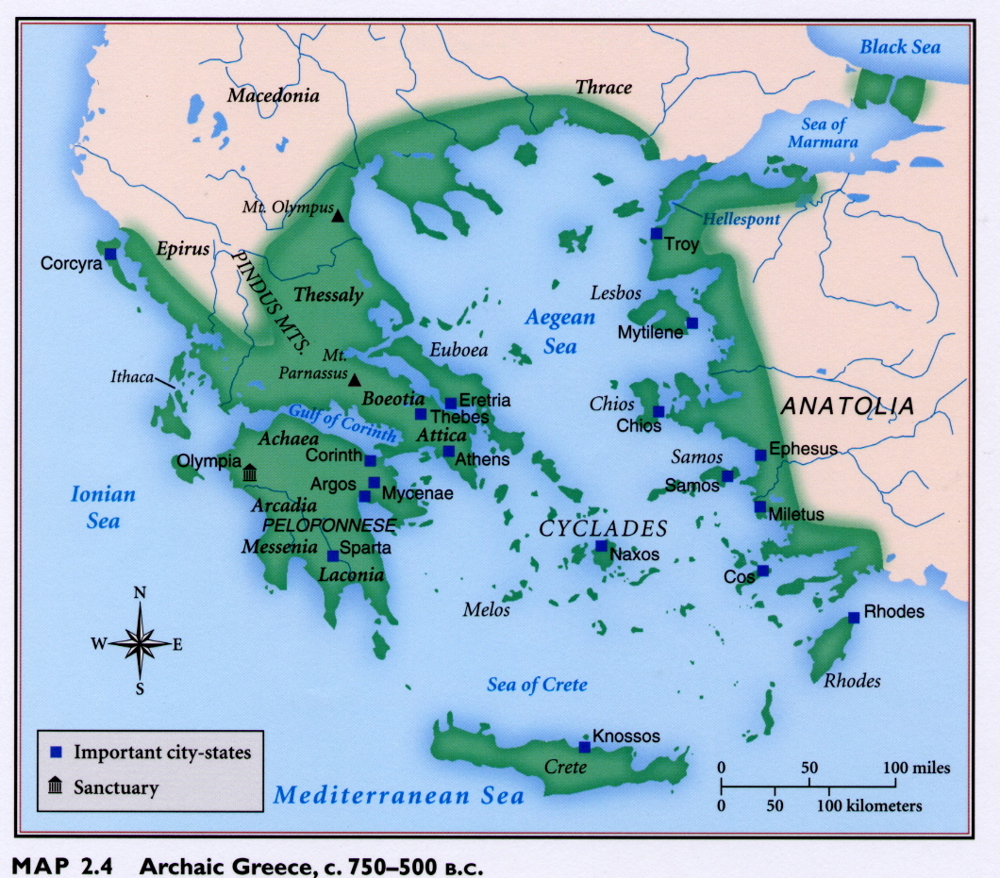 Black Sea
Thrace
Macedonia
Sea of
Marmara
Mt. Olympus
Hellespont
Troy
Epirus
Corcyra
PINDUS MTS.
Thessaly
Lesbos
Aegean
Sea
Mytilene
Euboea
Mt.
Parnassus
Ithaca
Boeotia
Eretria
Thebes
Chios
Chios
ANATOLIA
Gulf of Corinth
Attica
Achaea
Corinth
Athens
Olympia
Ephesus
Samos
Samos
Argos
Mycenae
Ionian
Sea
Arcadia
PELOPONNESE
Miletus
CYCLADES
Messenia
Sparta
Naxos
Laconia
Cos
Melos
Rhodes
Rhodes
N
W
E
S
Sea of Crete
Knossos
Crete
Important city-states
Sanctuary
Mediterranean Sea
0 50 100 miles
0 50 100 kilometers
MAP 2.4 Archaic Greece, c. 750–500 B.C.